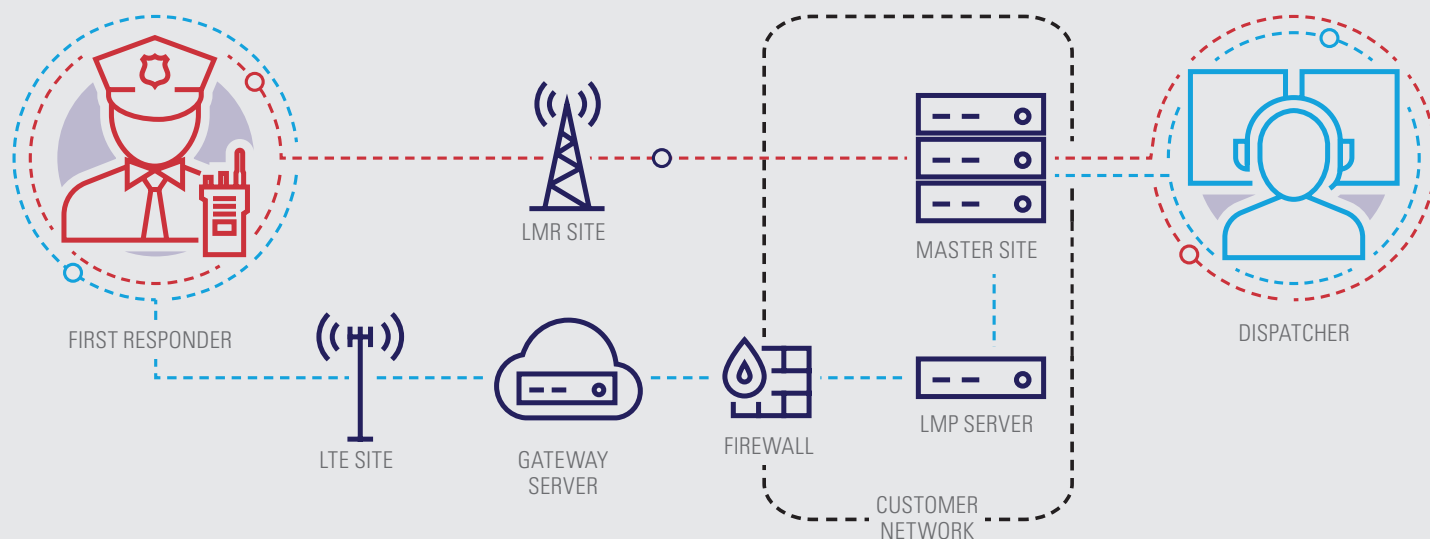 LMR SITE
MASTER SITE
FIRST RESPONDER
DISPATCHER
LTE SITE
GATEWAY
SERVER
FIREWALL
LMP SERVER
CUSTOMER
NETWORK